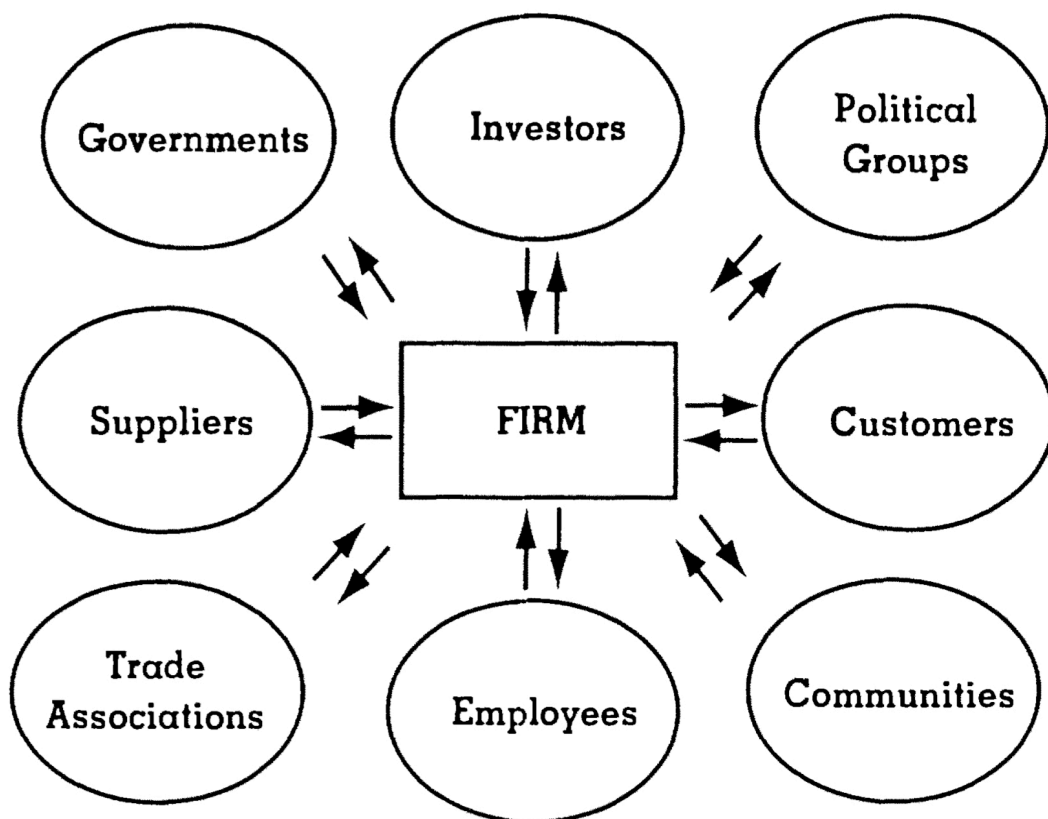 Governments
Investors
Political
Groups
Suppliers
FIRM
Customers
Trade
Associations
Employees
Communities